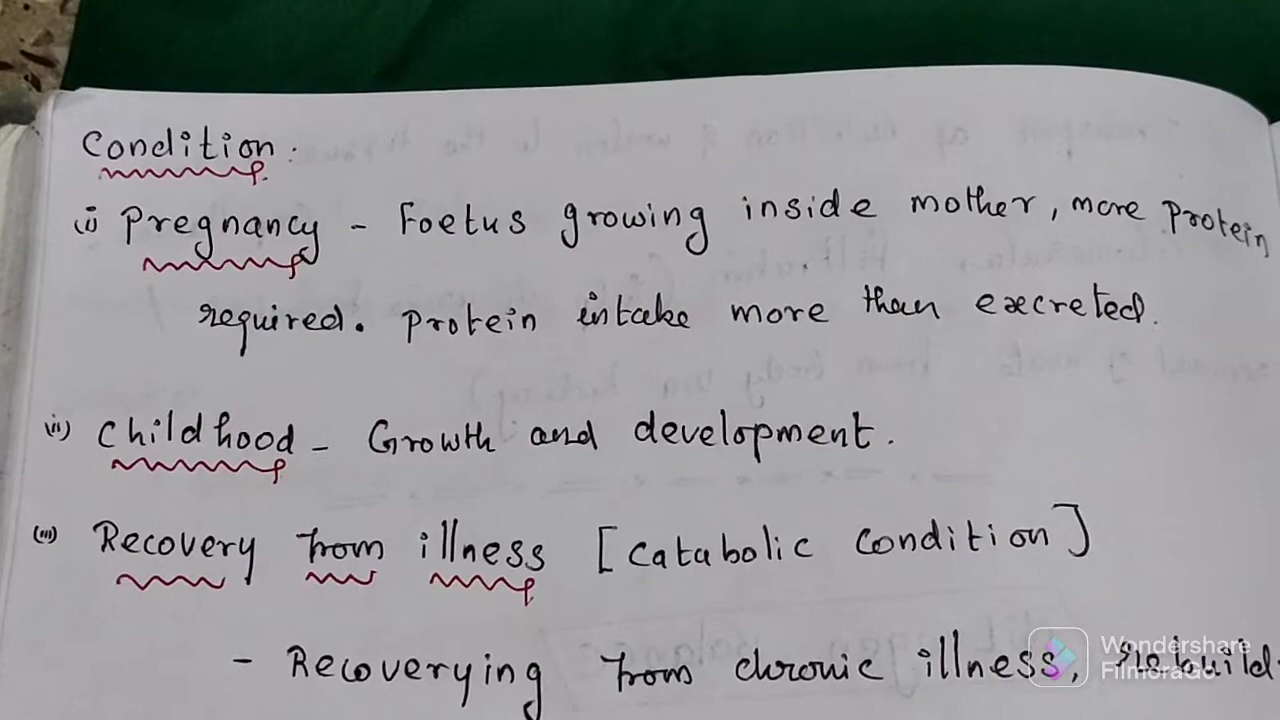 Condition.
(i) Pregnancy - Foetus growing inside mother, more protein
required. protein intake more than excreted.
(ii) Childhood - Growth and development.
(iii) Recovery from illness [Catabolic condition]
- Recoverying from chronic illness, rebuild
Wondershare
Filmora